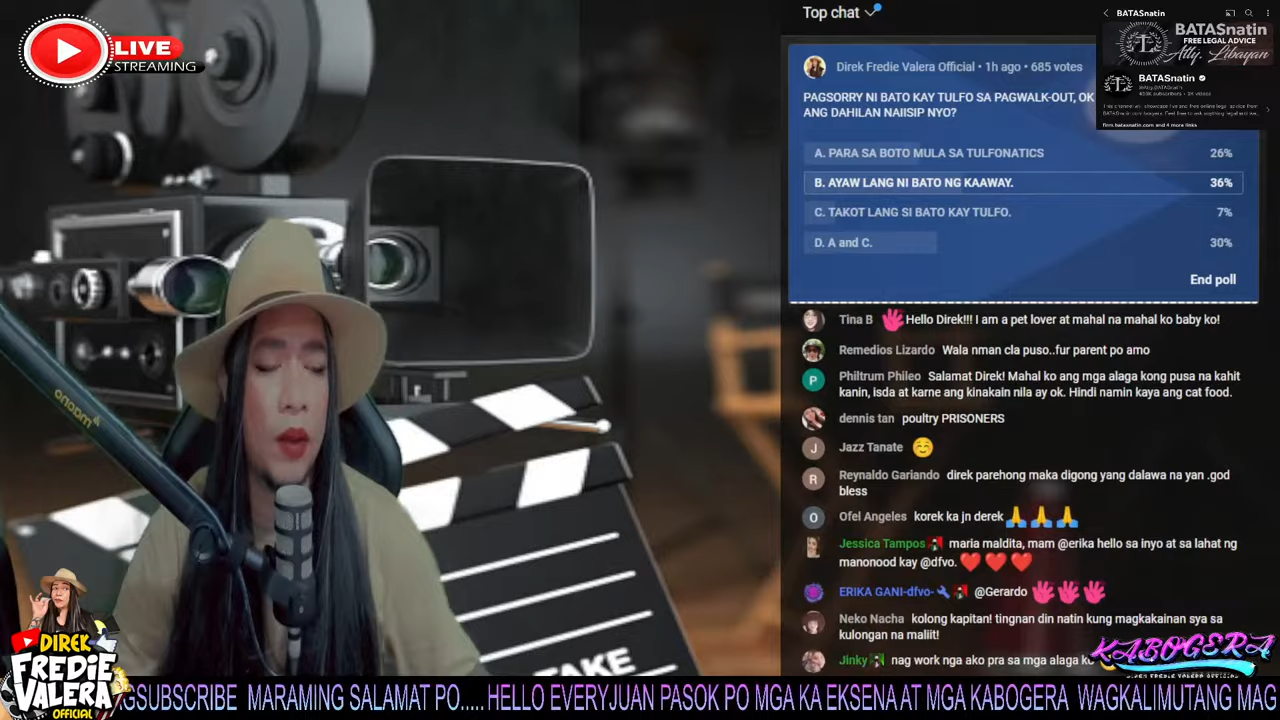 LIVE
STREAMING
Top chat
BATASnatin
BATASnatin
FREE LEGAL ADVICE
Atty. Libayan
BATASnatin
Direk Fredie Valera Official • 1h ago • 685 votes
PAGSORRY NI BATO KAY TULFO SA PAGWALK-OUT, OK
ANG DAHILAN NAIISIP NYO?
A. PARA SA BOTO MULA SA TULFONATICS 26%
B. AYAW LANG NI BATO NG KAAWAY. 36%
C. TAKOT LANG SI BATO KAY TULFO. 7%
D. A and C. 30%
End poll
Tina B Hello Direk!!! I am a pet lover at mahal na mahal ko baby ko!
Remedios Lizardo Wala nman cla puso..fur parent po amo
P Philtrum Phileo Salamat Direk! Mahal ko ang mga alaga kong pusa na kahit
kanin, isda at karne ang kinakain nila ay ok. Hindi namin kaya ang cat food.
dennis tan poultry PRISONERS
J Jazz Tanate ☺️
R Reynaldo Gariando direk parehong maka digong yang dalawa na yan .god
bless
O Ofel Angeles korek ka jn derek 🙏🙏🙏
Jessica Tampos maria maldita, mam @erika hello sa inyo at sa lahat ng
manonood kay @dfvo. ❤️❤️❤️
ERIKA GANI-dfvo- @Gerardo
Neko Nacha kolong kapitan! tingnan din natin kung magkakainan sya sa
kulongan na maliit!
Jinky nag work nga ako pra sa mga alaga ko
KABOGERA
maono
TAKE
DIREK
FREDIE
VALERA
OFFICIAL
GSUBSCRIBE MARAMING SALAMAT PO..... HELLO EVERYJUAN PASOK PO MGA KA EKSENA AT MGA KABOGERA WAGKALIMUTANG MAG